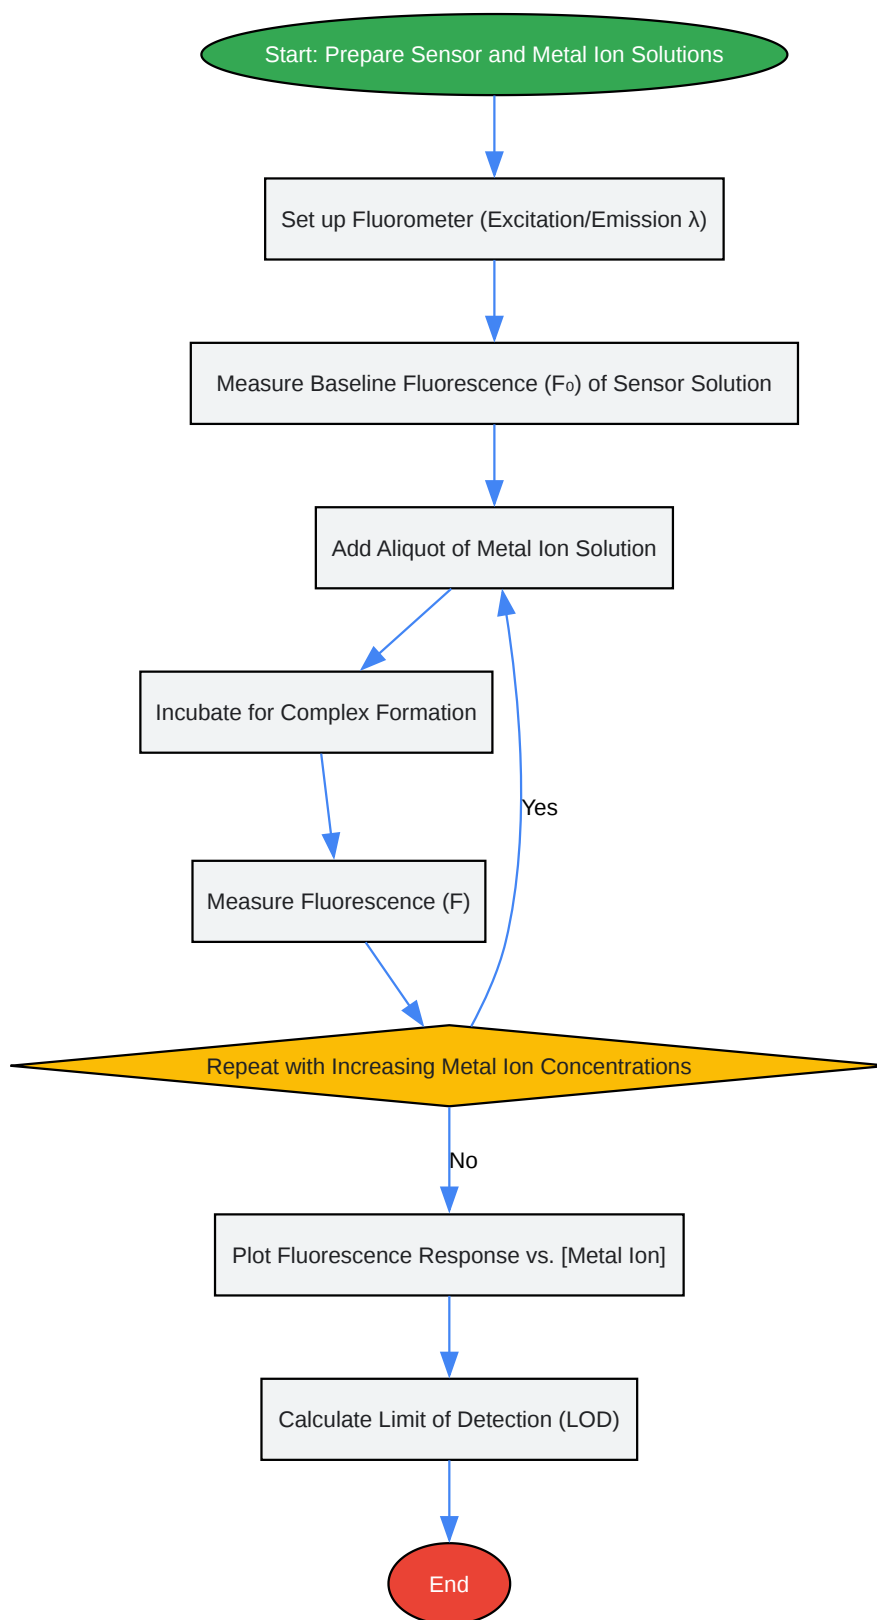 Start: Prepare Sensor and Metal Ion Solutions
Set up Fluorometer (Excitation/Emission λ)
Measure Baseline Fluorescence (F₀) of Sensor Solution
Add Aliquot of Metal Ion Solution
Incubate for Complex Formation
Yes
Measure Fluorescence (F)
Repeat with Increasing Metal Ion Concentrations
No
Plot Fluorescence Response vs. [Metal Ion]
Calculate Limit of Detection (LOD)
End